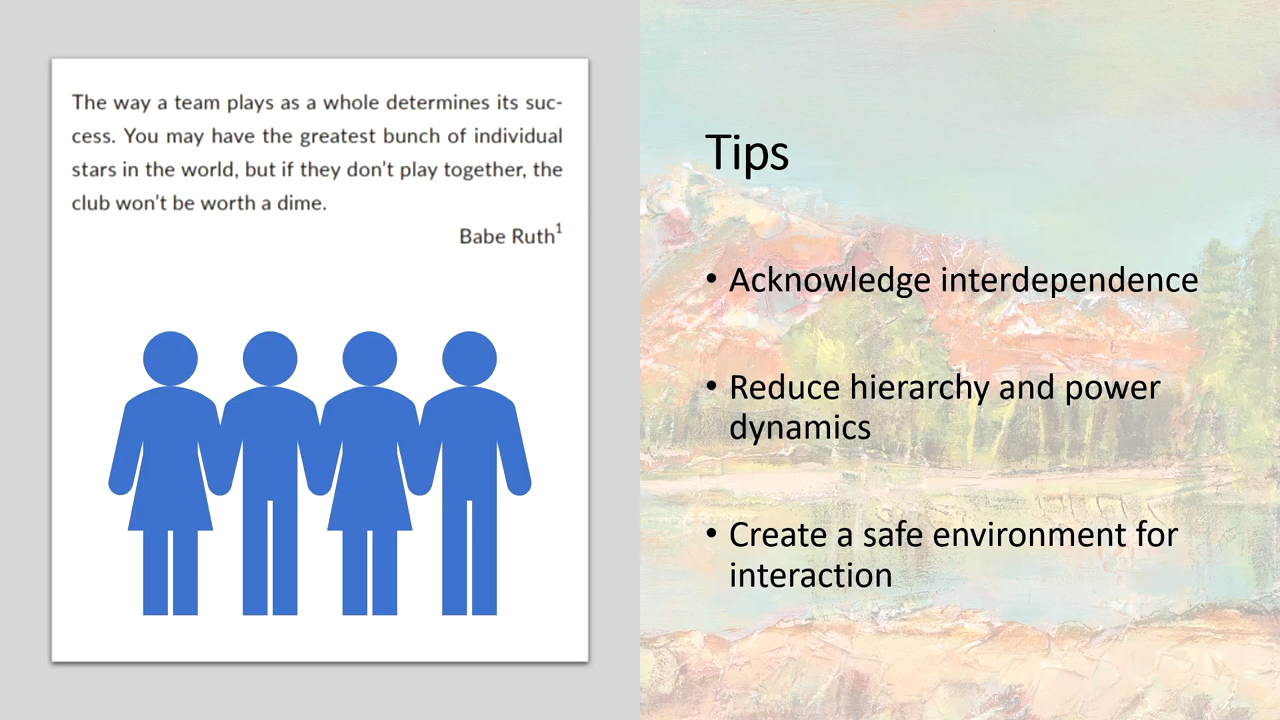 The way a team plays as a whole determines its suc-
cess. You may have the greatest bunch of individual
stars in the world, but if they don’t play together, the
club won’t be worth a dime.
Babe Ruth¹
Tips
• Acknowledge interdependence
• Reduce hierarchy and power
dynamics
• Create a safe environment for
interaction